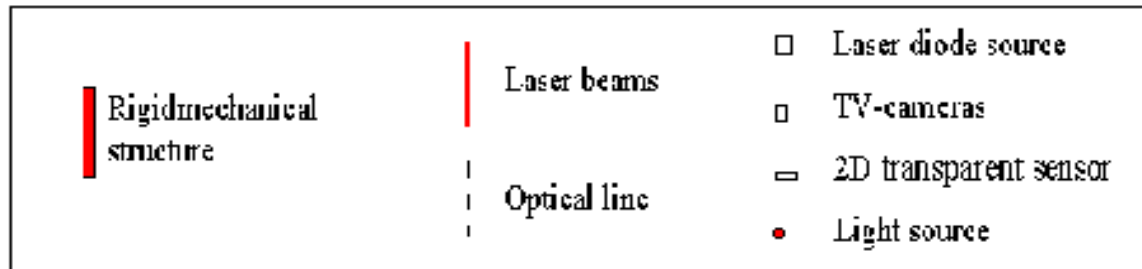 Rigidmechanical
structure
Laser beams
Optical line
Laser diode source
TV-cameras
2D transparent sensor
Light source